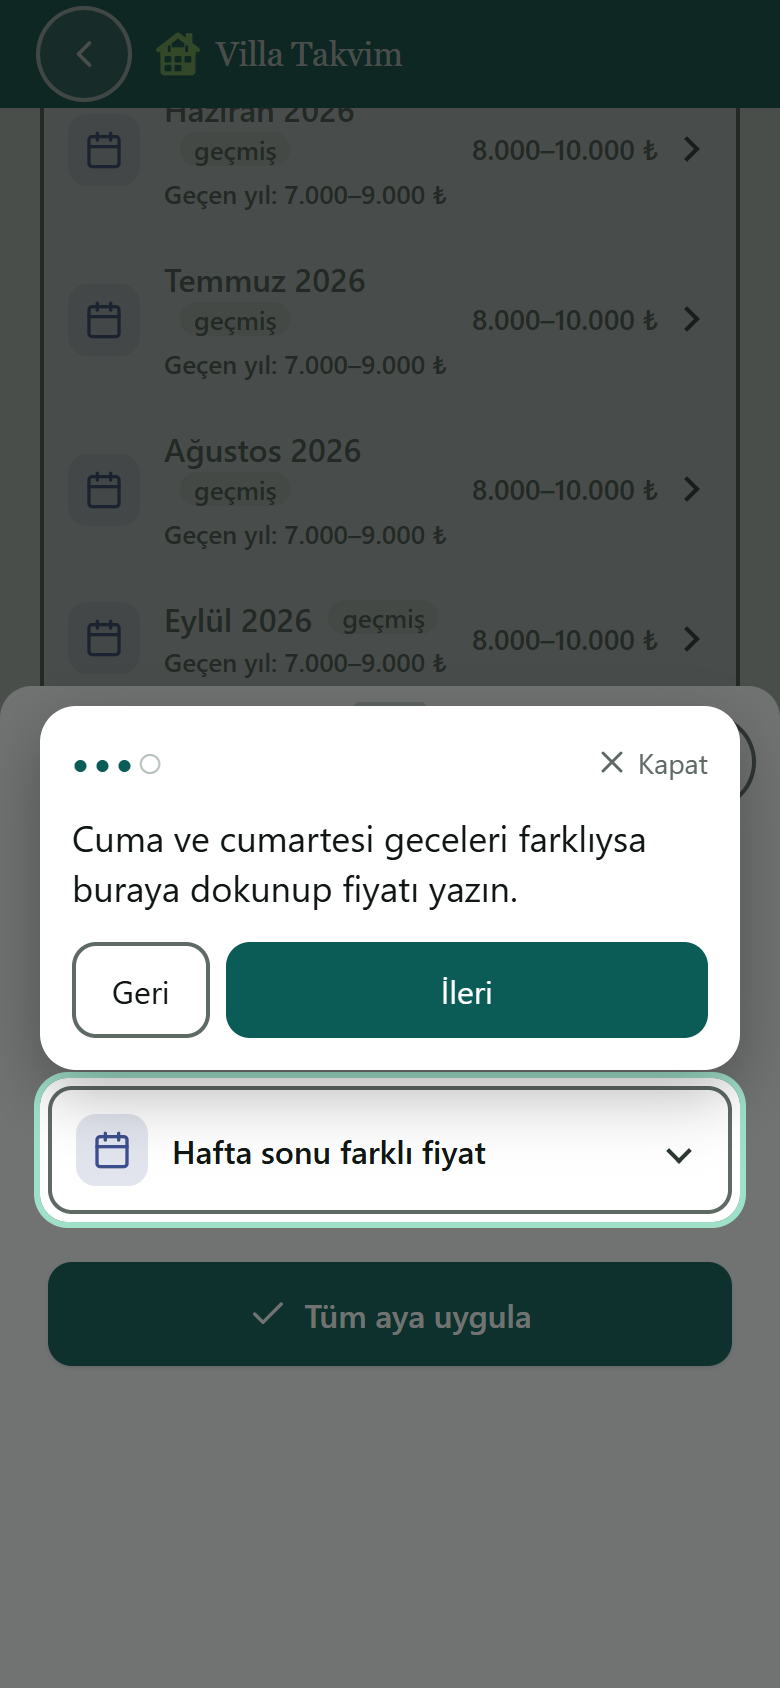 Villa Takvim
Haziran 2026
geçmiş
8.000–10.000 ₺
Geçen yıl: 7.000–9.000 ₺
Temmuz 2026
geçmiş
8.000–10.000 ₺
Geçen yıl: 7.000–9.000 ₺
Ağustos 2026
geçmiş
8.000–10.000 ₺
Geçen yıl: 7.000–9.000 ₺
Eylül 2026 geçmiş
8.000–10.000 ₺
Geçen yıl: 7.000–9.000 ₺
Kapat
Cuma ve cumartesi geceleri farklıysa
buraya dokunup fiyatı yazın.
Geri
İleri
Hafta sonu farklı fiyat
Tüm aya uygula